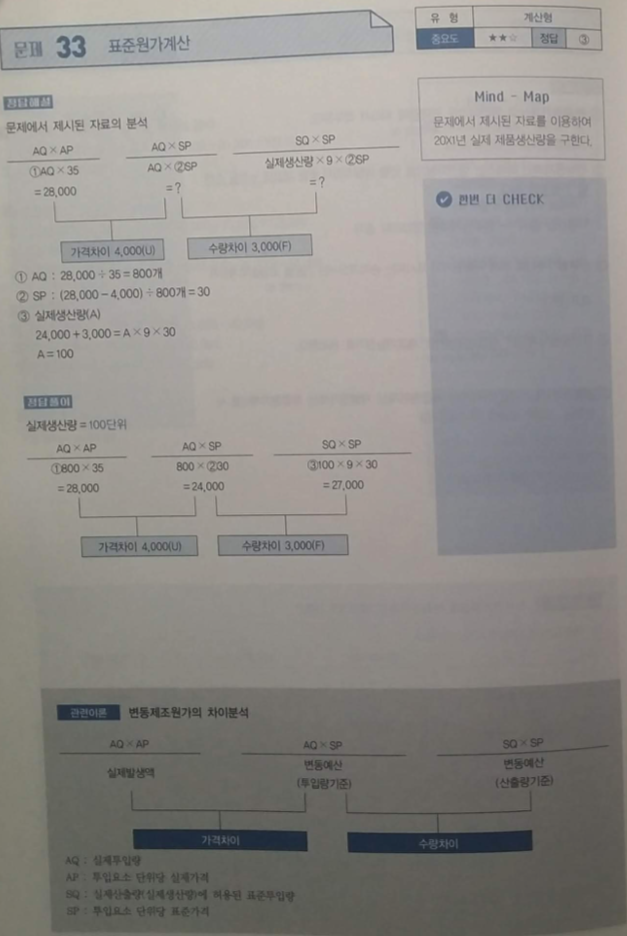 문제 33 표준원가계산
유 형 계산형
중요도 ★★☆ 정답 ③
정답해설
문제에서 제시된 자료의 분석
AQ × AP AQ × SP SQ × SP
①AQ × 35 AQ × ②SP 실제생산량 × 9 × ②SP
= 28,000 = ? = ?
가격차이 4,000(U) 수량차이 3,000(F)
① AQ : 28,000 ÷ 35 = 800개
② SP : (28,000 - 4,000) ÷ 800개 = 30
③ 실제생산량(A)
24,000 + 3,000 = A × 9 × 30
A = 100
Mind - Map
문제에서 제시된 자료를 이용하여
20X1년 실제 제품생산량을 구한다.
한번 더 CHECK
정답풀이
실제생산량 = 100단위
AQ × AP AQ × SP SQ × SP
①800 × 35 800 × ②30 ③100 × 9 × 30
= 28,000 = 24,000 = 27,000
가격차이 4,000(U) 수량차이 3,000(F)
관련이론 변동제조원가의 차이분석
AQ × AP AQ × SP SQ × SP
실제발생액 변동예산 변동예산
(투입량기준) (산출량기준)
가격차이 수량차이
AQ : 실제투입량
AP : 투입요소 단위당 실제가격
SQ : 실제산출량(실제생산량)에 허용된 표준투입량
SP : 투입요소 단위당 표준가격